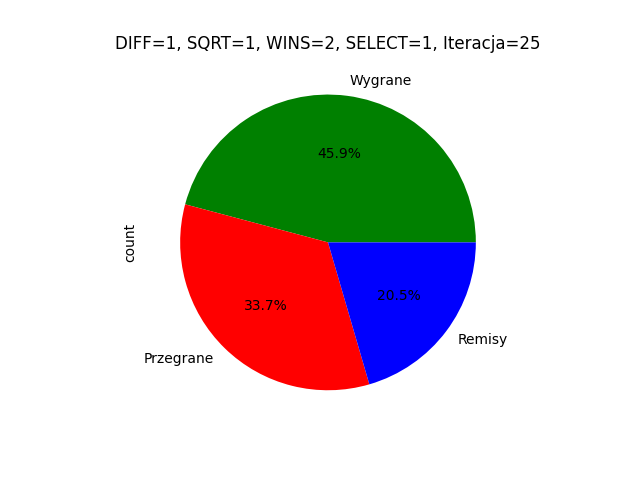 DIFF=1, SQRT=1, WINS=2, SELECT=1, Iteracja=25
Wygrane
45.9%
count
33.7%
20.5%
Przegrane
Remisy